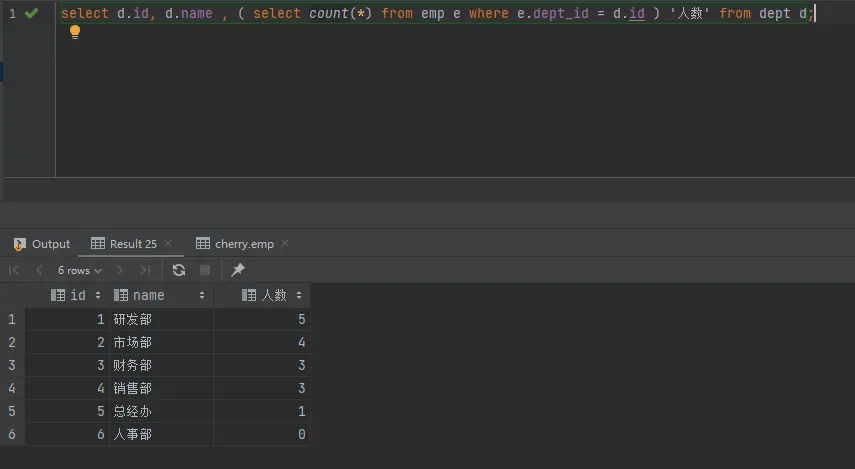 1 select d.id, d.name , ( select count(*) from emp e where e.dept_id = d.id ) '人数' from dept d;
Output Result 25 cherry.emp
6 rows
id name 人数
1 1 研发部 5
2 2 市场部 4
3 3 财务部 3
4 4 销售部 3
5 5 总经办 1
6 6 人事部 0